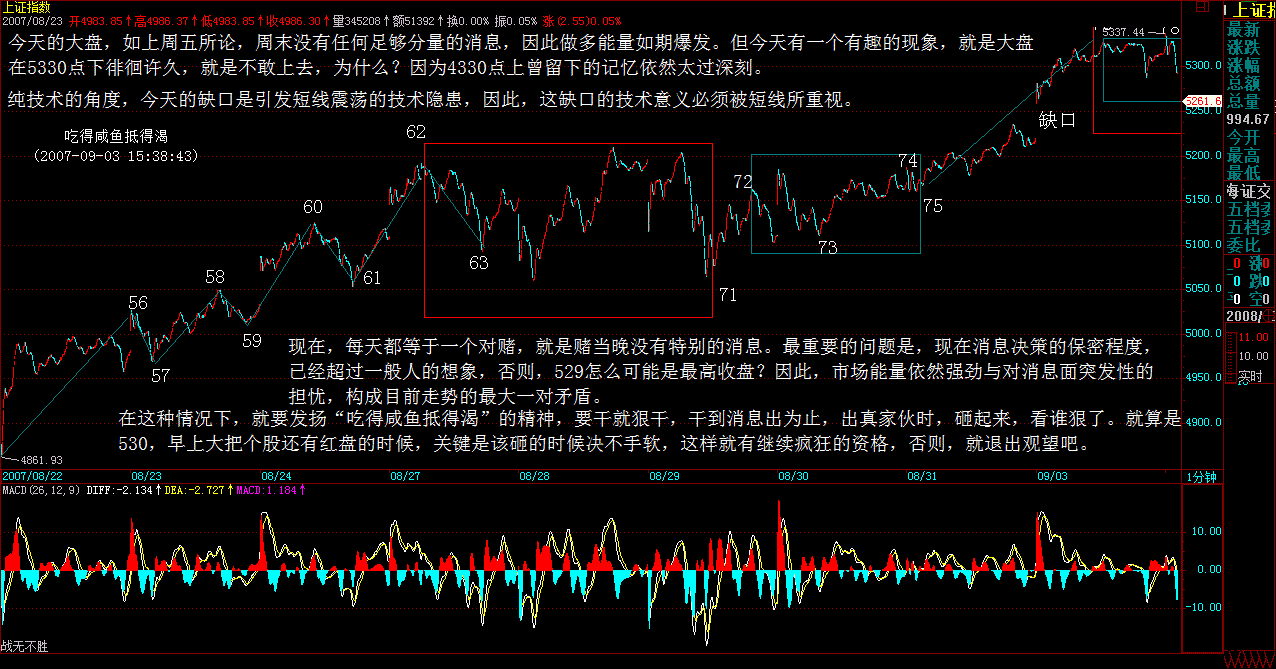 上证指数
2007/08/23 开4983.85↑高4988.37↑低4983.85↑收4988.30↑量345208↑额51392↑换0.00% 振0.05% 涨(2.55)0.05%
今天的大盘，如上周五所论，周末没有任何足够分量的消息，因此做多能量如期爆发。但今天有一个有趣的现象，就是大盘
在5330点下徘徊许久，就是不敢上去，为什么？因为4330点上曾留下的记忆依然太过深刻。
纯技术的角度，今天的缺口是引发短线震荡的技术隐患，因此，这缺口的技术意义必须被短线所重视。
吃得咸鱼抵得渴
(2007-09-03 15:38:43)
5337.44
缺口
56
57
58
59
60
61
62
63
71
72
73
74
75
现在，每天都等于一个对赌，就是赌当晚没有特别的消息。最重要的问题是，现在消息决策的保密程度，
已经超过一般人的想象，否则，529怎么可能是最高收盘？因此，市场能量依然强劲与对消息面突发性的
担忧，构成目前走势的最大一对矛盾。
在这种情况下，就要发扬“吃得咸鱼抵得渴”的精神，要干就狠干，干到消息出为止，出真家伙时，砸起来，看谁狠了。就算是
530，早上大把个股还有红盘的时候，关键是该砸的时候决不手软，这样就有继续疯狂的资格，否则，就退出观望吧。
4861.93
5300.0
5261.6
5250.0
5200.0
5150.0
5100.0
5050.0
5000.0
4950.0
4900.0
2007/08/22 08/23 08/24 08/27 08/28 08/29 08/30 08/31 09/03 1分钟
MACD(26,12,9) DIFF:-2.134↑DEA:-2.727↑MACD:1.184↑
10.00
0.00
-10.00
战无不胜
上证指
最新
涨跌
涨幅
总额
总量
994.67
今开
最高
最低
海证交
五档
五档
委比
0 涨0
0 跌0
0 空0
2008/
11.00
10.00
实时